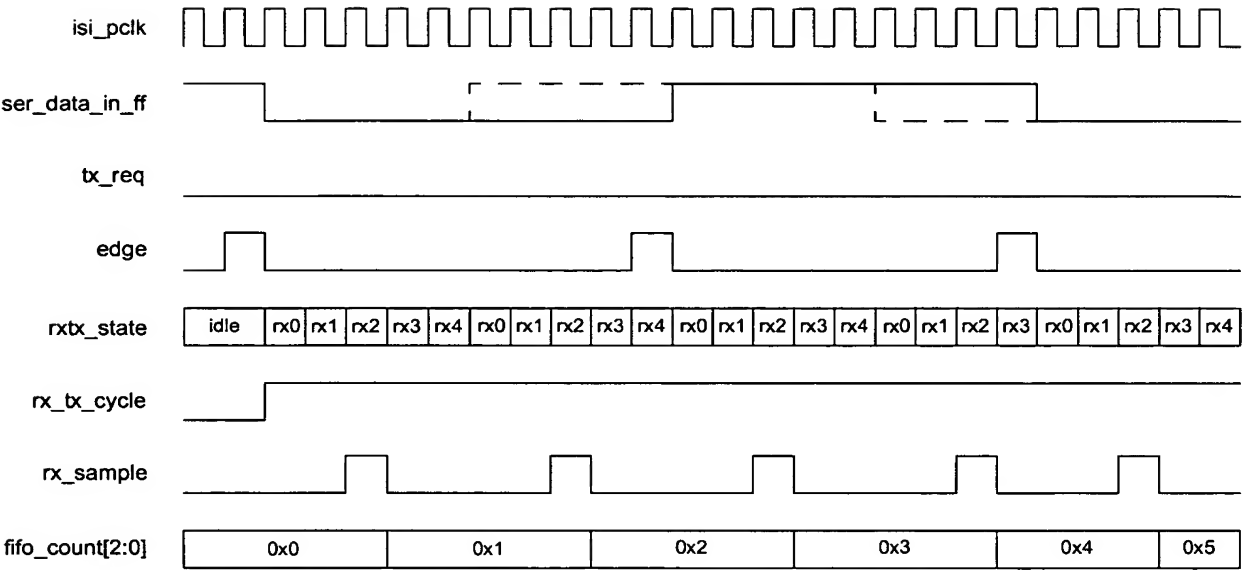 isi_pclk
ser_data_in_ff
tx_req
edge
rxtx_state idle rx0 rx1 rx2 rx3 rx4 rx0 rx1 rx2 rx3 rx4 rx0 rx1 rx2 rx3 rx4 rx0 rx1 rx2 rx3 rx0 rx1 rx2 rx3 rx4
rx_tx_cycle
rx_sample
fifo_count[2:0] 0x0 0x1 0x2 0x3 0x4 0x5